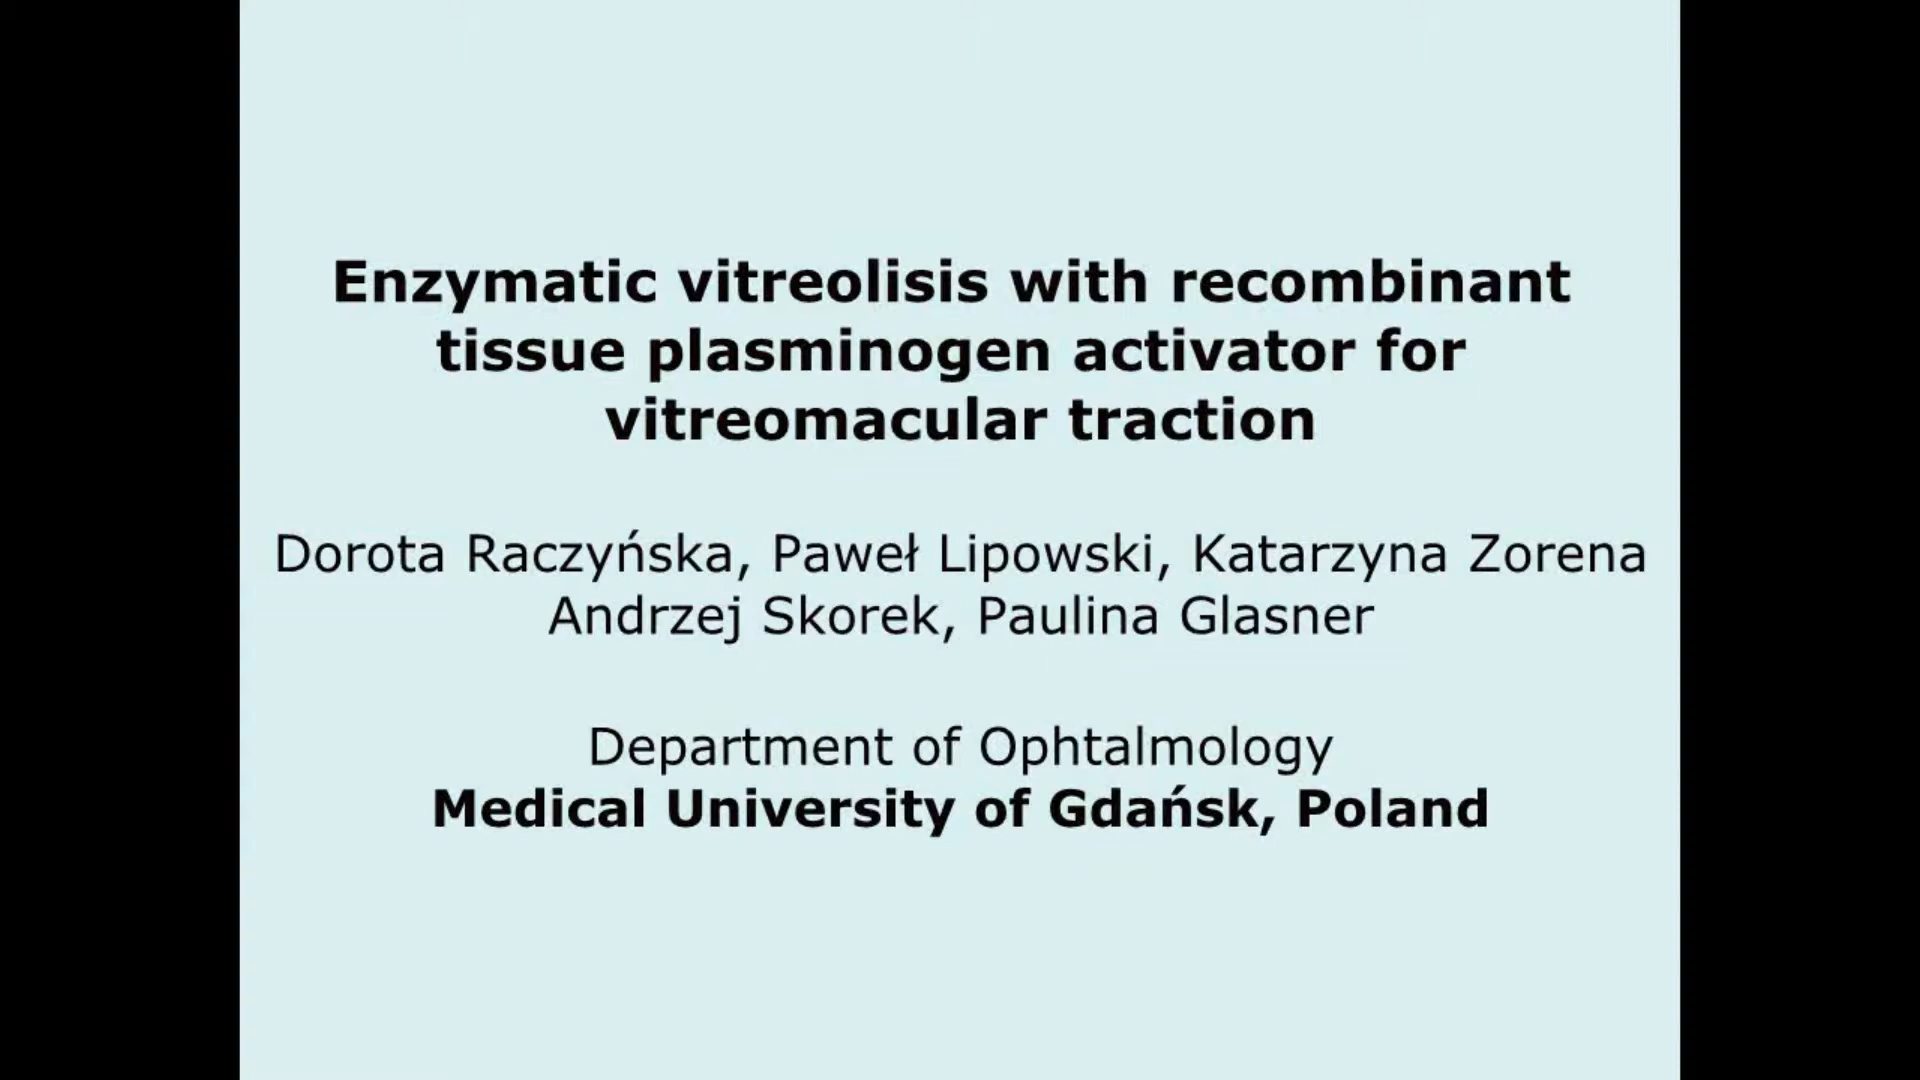 Enzymatic vitreolisis with recombinant
tissue plasminogen activator for
vitreomacular traction
Dorota Raczyńska, Paweł Lipowski, Katarzyna Zorena
Andrzej Skorek, Paulina Glasner
Department of Ophtalmology
Medical University of Gdańsk, Poland